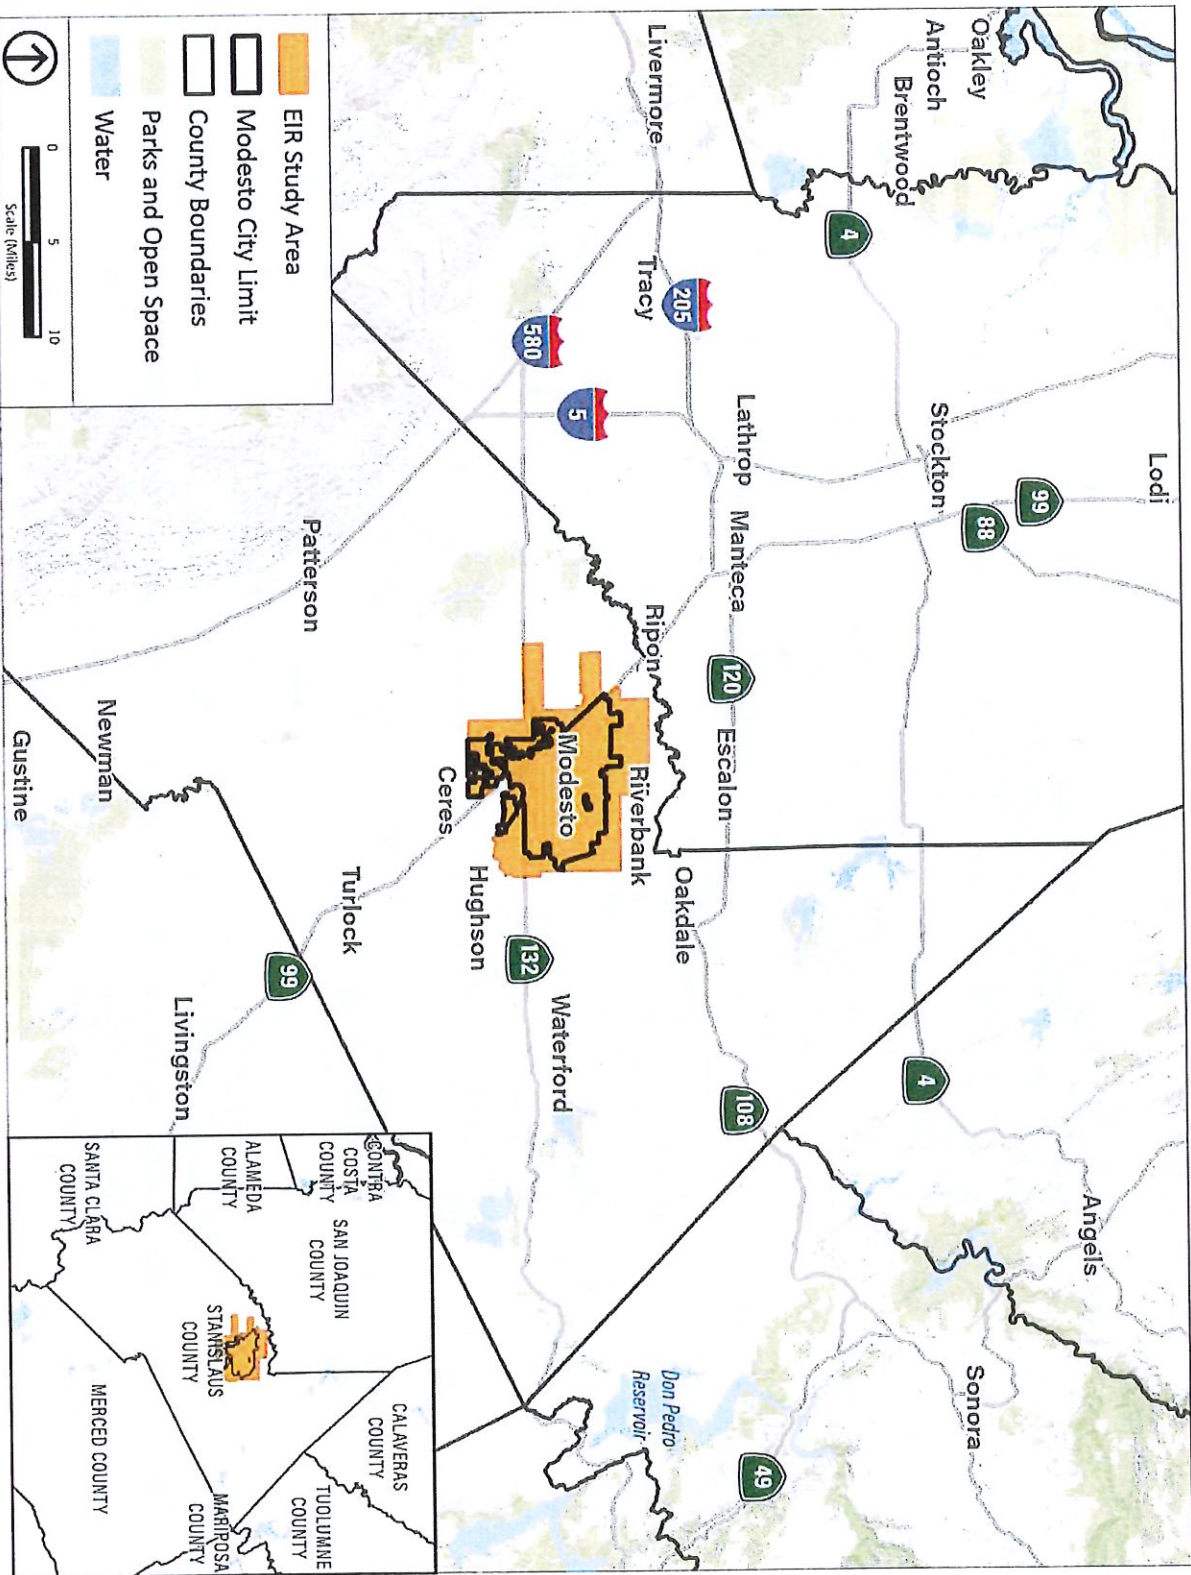 Oakley
Antioch
Brentwood
Livermore
4
Tracy
205
580
5
Lathrop
Stockton
Lodi
99
88
Manteca
Ripon
120
Escalon
Modesto
Riverbank
Ceres
Oakdale
Hughson
132
Waterford
Patterson
Newman
Gustine
Turlock
99
Livingston
108
4
Angels
Sonora
49
Don Pedro
Reservoir
EIR Study Area
Modesto City Limit
County Boundaries
Parks and Open Space
Water
0
5
10
Scale (Miles)
CONTRA
COSTA
COUNTY
ALAMEDA
COUNTY
SANTA CLARA
COUNTY
SAN JOAQUIN
COUNTY
STANISLAUS
COUNTY
CALAVERAS
COUNTY
TUOLUMNE
COUNTY
MARIPOSA
COUNTY
MERCED COUNTY